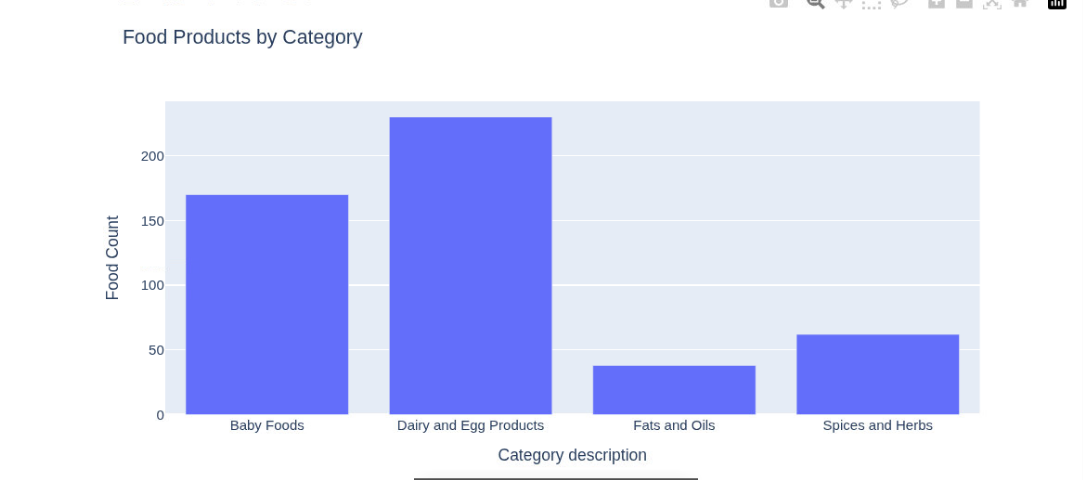 Food Products by Category
200
150
100
50
0
Food Count
Baby Foods
Dairy and Egg Products
Fats and Oils
Spices and Herbs
Category description